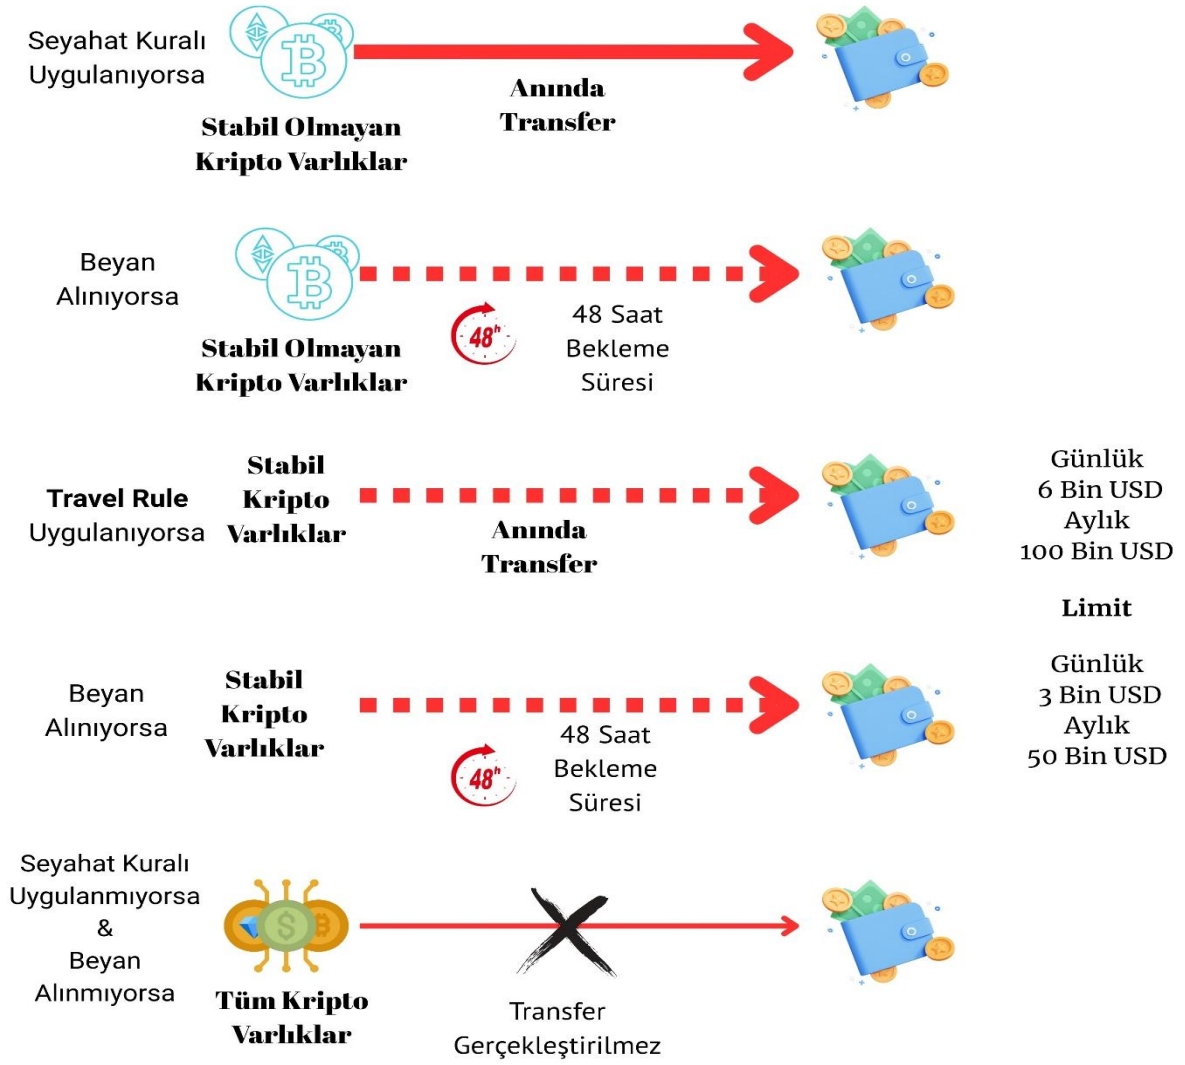 Seyahat Kuralı
Uygulanıyorsa
Stabil Olmayan
Kripto Varlıklar
Anında
Transfer
Beyan
Alınıyorsa
Stabil Olmayan
Kripto Varlıklar
48h
48 Saat
Bekleme
Süresi
Travel Rule
Uygulanıyorsa
Stabil
Kripto
Varlıklar
Anında
Transfer
Günlük
6 Bin USD
Aylık
100 Bin USD
Limit
Beyan
Alınıyorsa
Stabil
Kripto
Varlıklar
48h
48 Saat
Bekleme
Süresi
Günlük
3 Bin USD
Aylık
50 Bin USD
Seyahat Kuralı
Uygulanmıyorsa
&
Beyan
Alınmıyorsa
Tüm Kripto
Varlıklar
Transfer
Gerçekleştirilmez